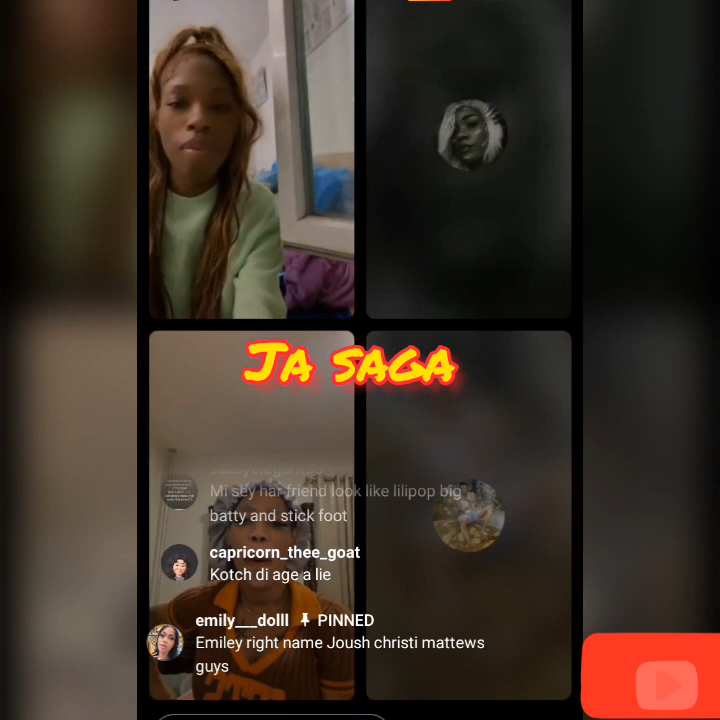 JA SAGA
Mi sey har friend look like lilipop big
batty and stick foot
capricorn_thee_goat
Kotch di age a lie
emily___dolll PINNED
Emiley right name Joush christi mattews
guys